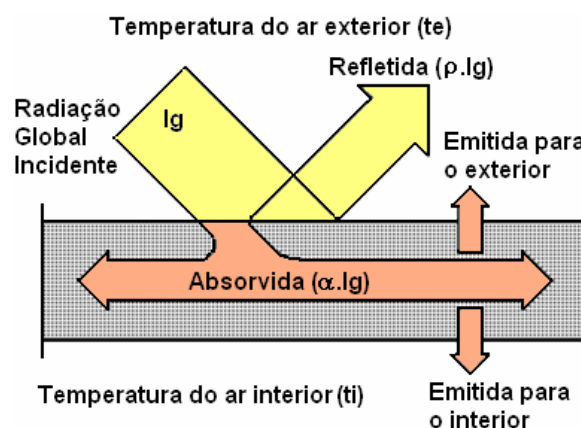 Temperatura do ar exterior (te)
Refletida (ρ.Ig)
Radiação
Global
Incidente
Ig
Emitida para
o exterior
Absorvida (α.Ig)
Temperatura do ar interior (ti)
Emitida para
o interior